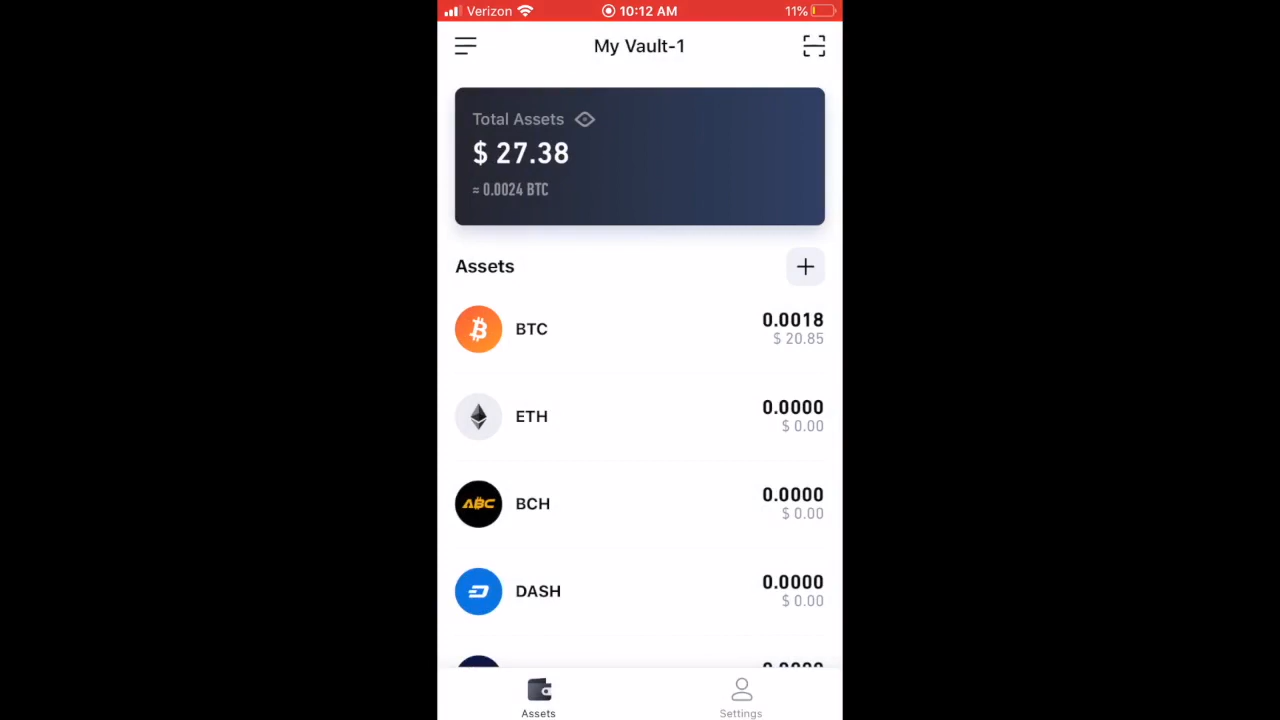 Verizon 10:12 AM 11%
My Vault-1
Total Assets
$ 27.38
≈ 0.0024 BTC
Assets +
BTC 0.0018
$ 20.85
ETH 0.0000
$ 0.00
ABC BCH 0.0000
$ 0.00
DASH 0.0000
$ 0.00
0.0000
Assets Settings